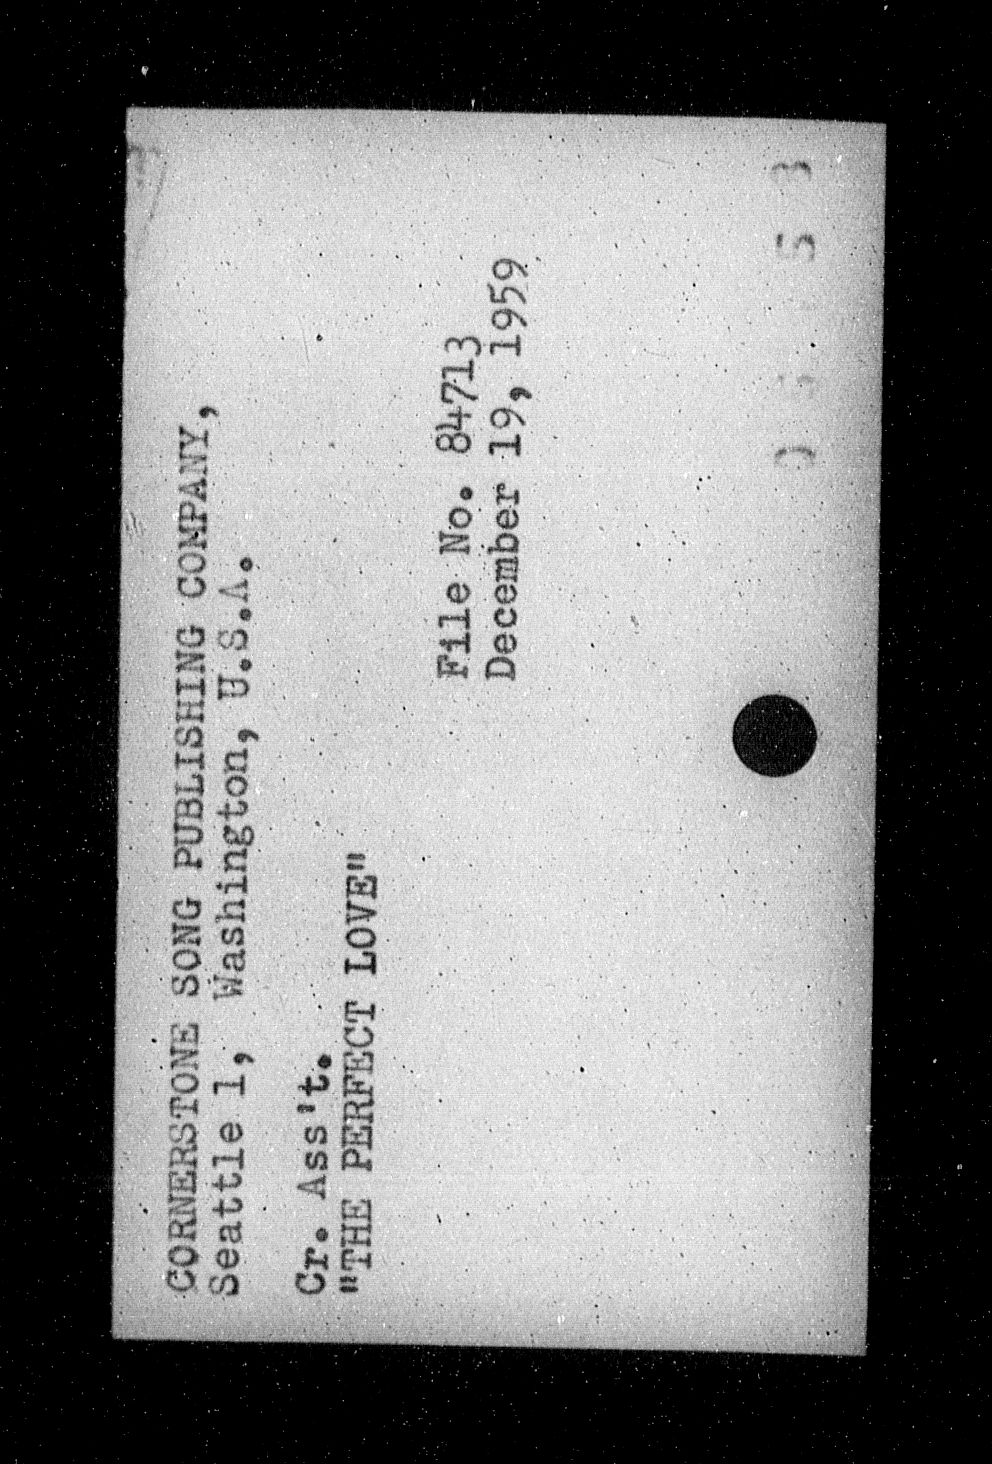 CORNERSTONE SONG PUBLISHING COMPANY,
Seattle 1, Washington, U.S.A.
Cr. Ass't.
"THE PERFECT LOVE"
File No. 84713
December 19, 1959